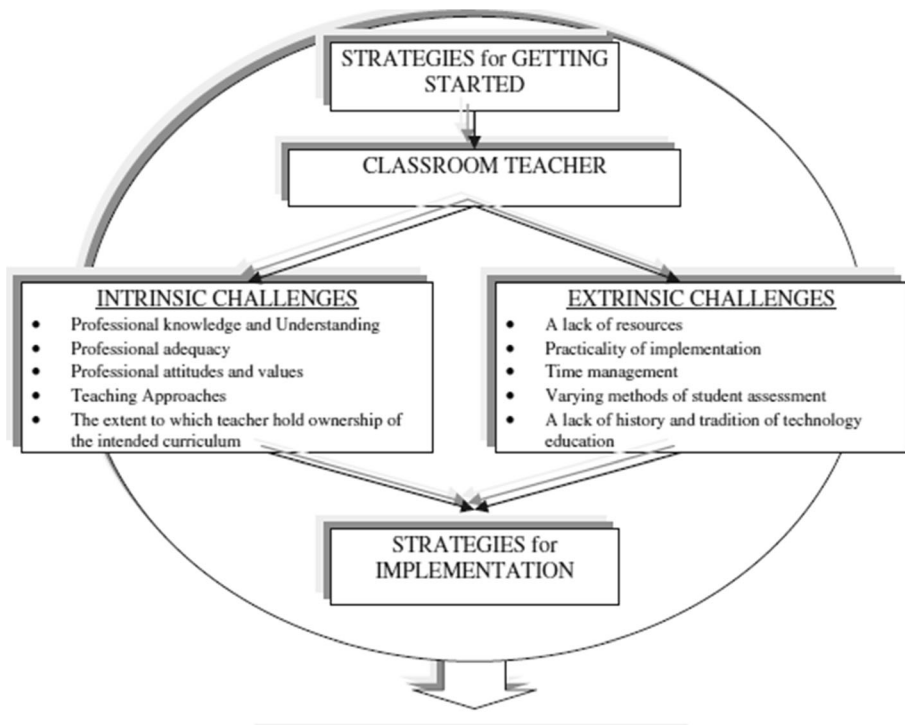 STRATEGIES for GETTING
STARTED
CLASSROOM TEACHER
INTRINSIC CHALLENGES
• Professional knowledge and Understanding
• Professional adequacy
• Professional attitudes and values
• Teaching Approaches
• The extent to which teacher hold ownership of
the intended curriculum
EXTRINSIC CHALLENGES
• A lack of resources
• Practicality of implementation
• Time management
• Varying methods of student assessment
• A lack of history and tradition of technology
education
STRATEGIES for
IMPLEMENTATION